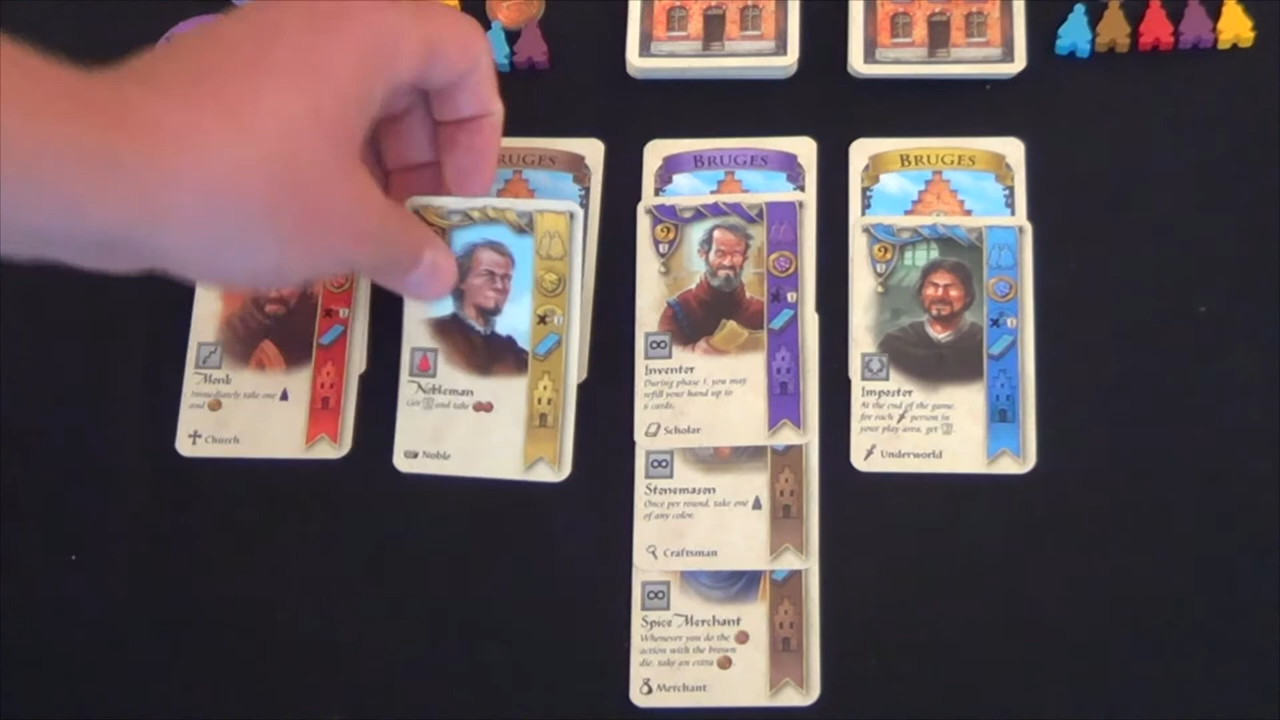 BRUGES
BRUGES
BRUGES
Monk
Immediately take one
and
Church
Nobleman
Get and take
Noble
Inventor
During phase 1, you may
refill your hand up to
6 cards.
Scholar
Stonemason
Once per round, take one
of any color.
Craftsman
Spice Merchant
Whenever you do the
action with the brown
die, take an extra
Merchant
Impostor
At the end of the game,
for each person in
your play area, get
Underworld